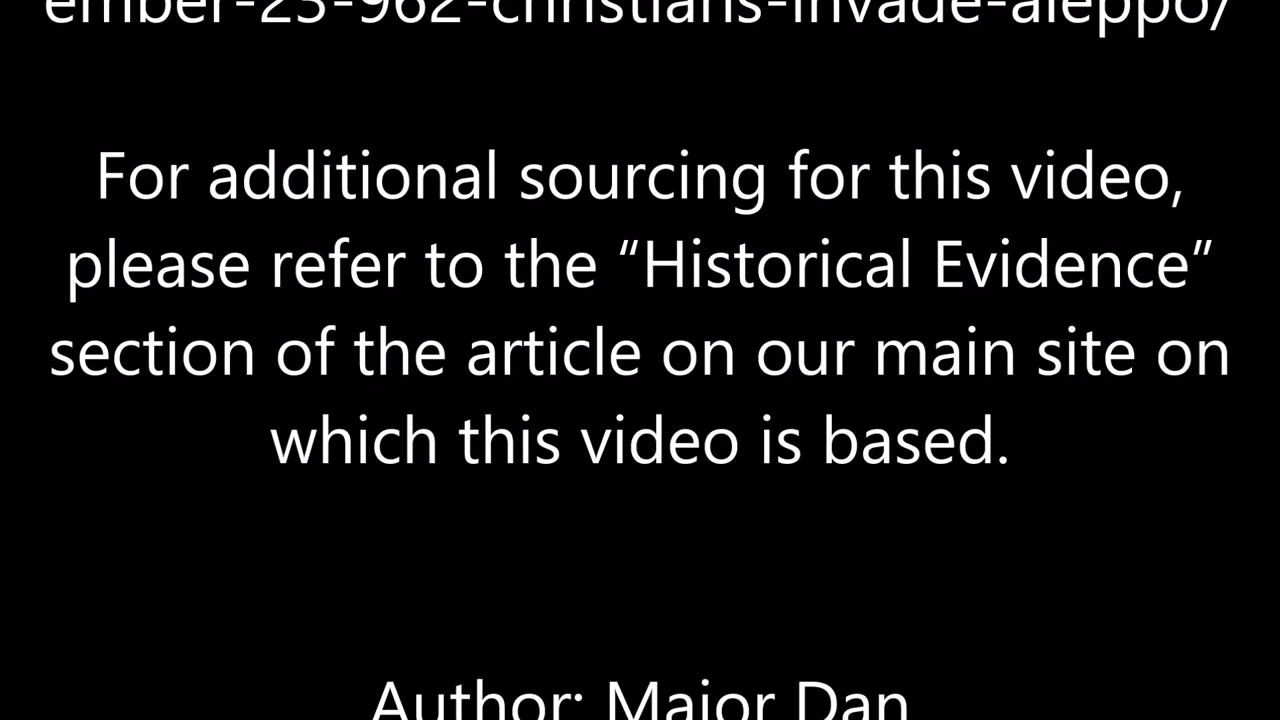 ember-23-962-christians-invade-aleppo/
For additional sourcing for this video,
please refer to the “Historical Evidence”
section of the article on our main site on
which this video is based.
Author: Major Dan